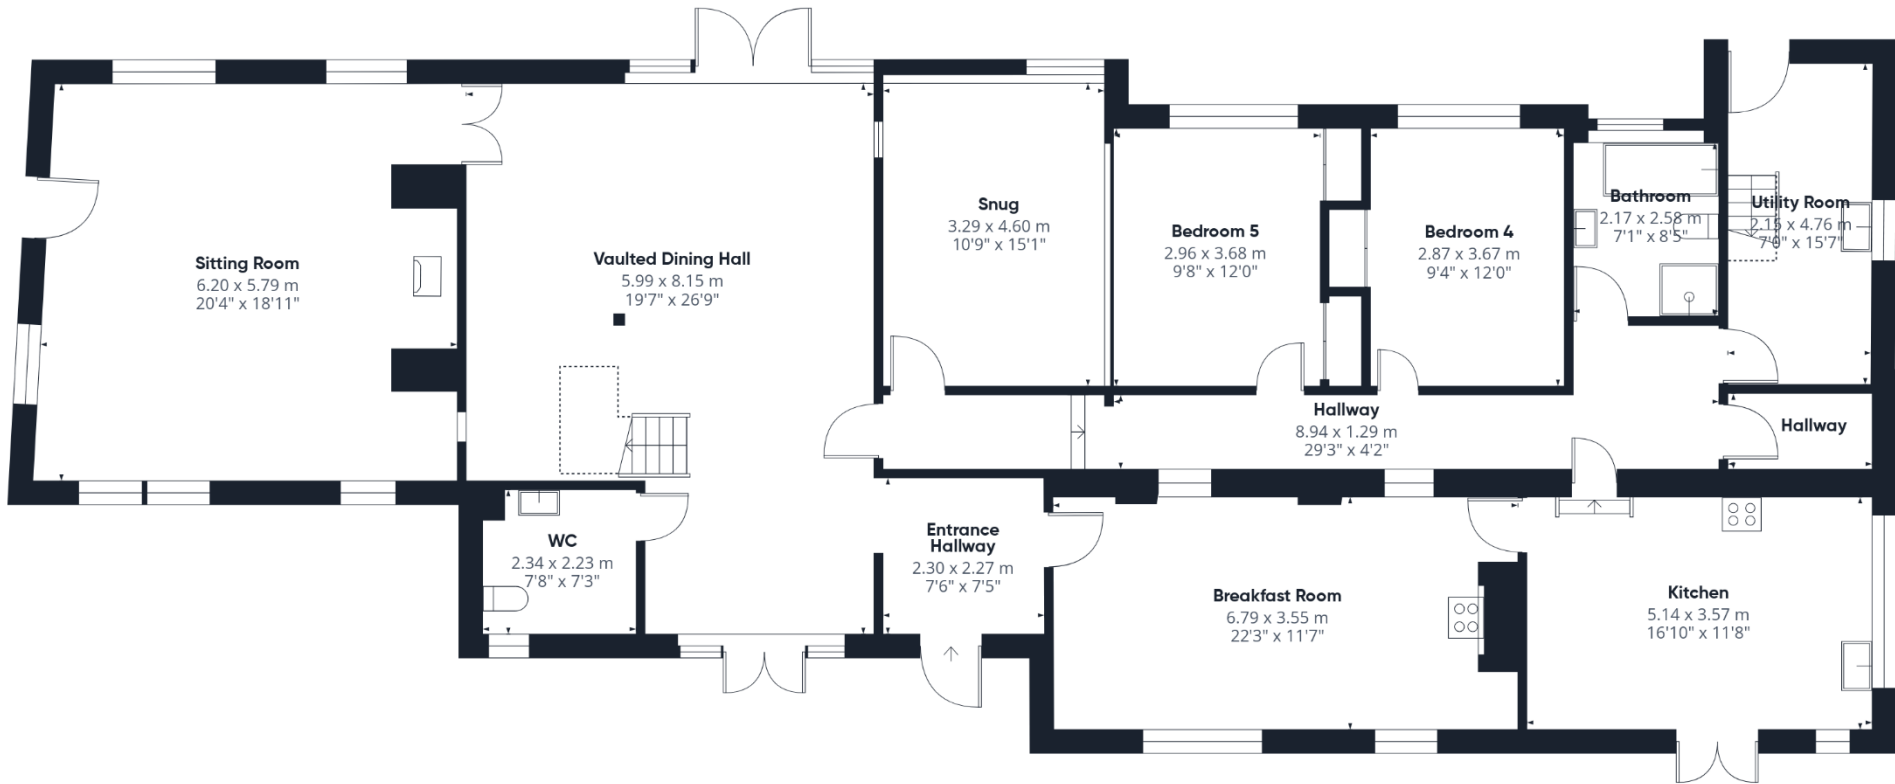 Sitting Room
6.20 x 5.79 m
20'4" x 18'11"
Vaulted Dining Hall
5.99 x 8.15 m
19'7" x 26'9"
Snug
3.29 x 4.60 m
10'9" x 15'1"
Bedroom 5
2.96 x 3.68 m
9'8" x 12'0"
Bedroom 4
2.87 x 3.67 m
9'4" x 12'0"
Bathroom
2.17 x 2.58 m
7'1" x 8'5"
Utility Room
2.15 x 4.76 m
7'0" x 15'7"
Hallway
8.94 x 1.29 m
29'3" x 4'2"
Hallway
WC
2.34 x 2.23 m
7'8" x 7'3"
Entrance
Hallway
2.30 x 2.27 m
7'6" x 7'5"
Breakfast Room
6.79 x 3.55 m
22'3" x 11'7"
Kitchen
5.14 x 3.57 m
16'10" x 11'8"